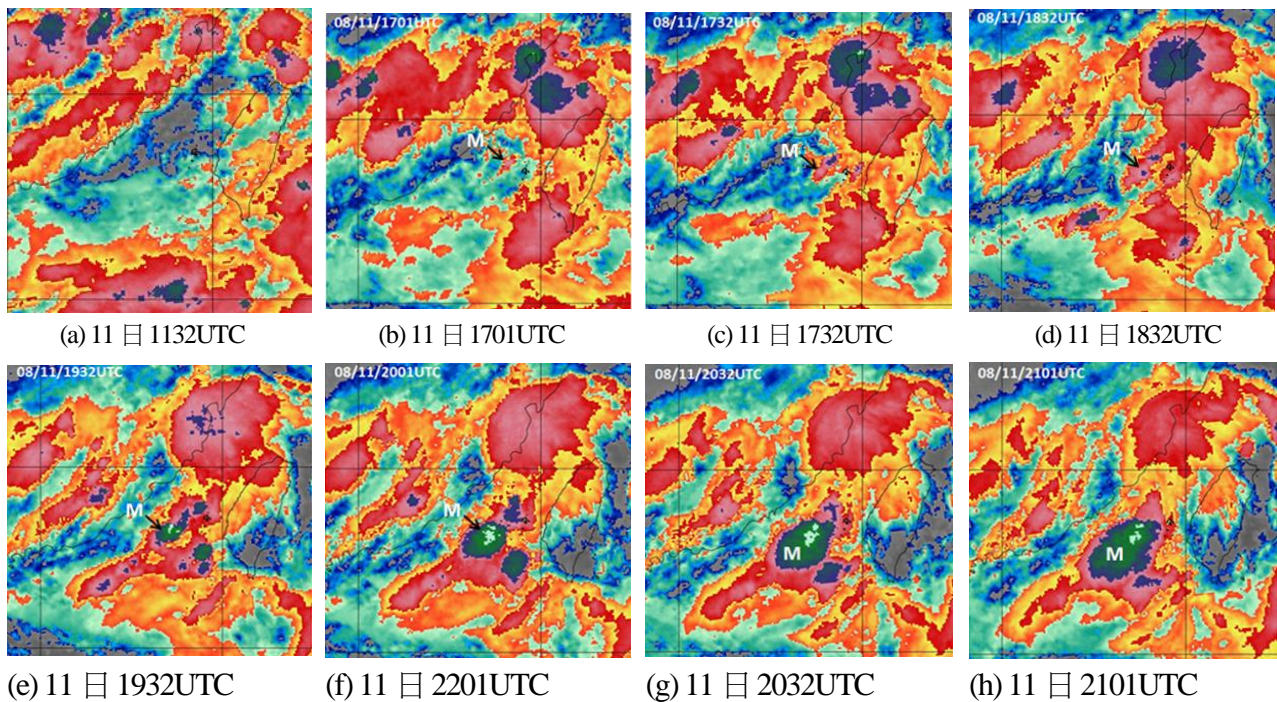 08/11/1701UTC
08/11/1732UTC
08/11/1832UTC
M
M
M
(a) 11 日 1132UTC
(b) 11 日 1701UTC
(c) 11 日 1732UTC
(d) 11 日 1832UTC
08/11/1932UTC
08/11/2001UTC
08/11/2032UTC
08/11/2101UTC
M
M
M
M
(e) 11 日 1932UTC
(f) 11 日 2201UTC
(g) 11 日 2032UTC
(h) 11 日 2101UTC